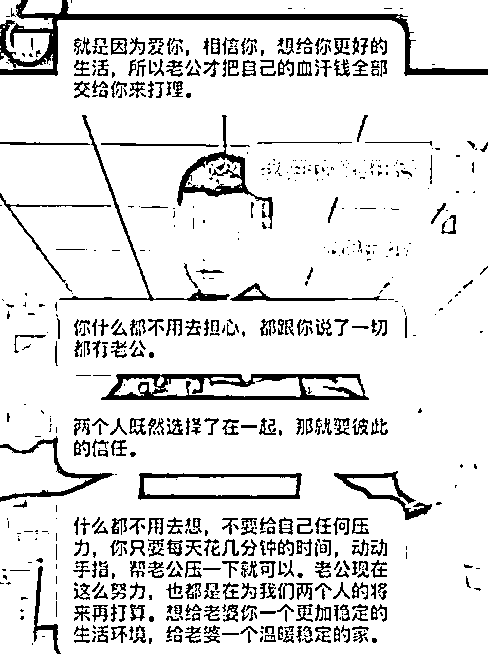 就是因为爱你，相信你，想给你更好的
生活，所以老公才把自己的血汗钱全部
交给你来打理。
你什么都不用去担心，都跟你说了一切
都有老公。
两个人既然选择了在一起，那就要彼此
的信任。
什么都不用去想，不要给自己任何压
力，你只要每天花几分钟的时间，动动
手指，帮老公压一下就可以。老公现在
这么努力，也都是在为我们两个人的将
来再打算。想给老婆你一个更加稳定的
生活环境，给老婆一个温暖稳定的家。